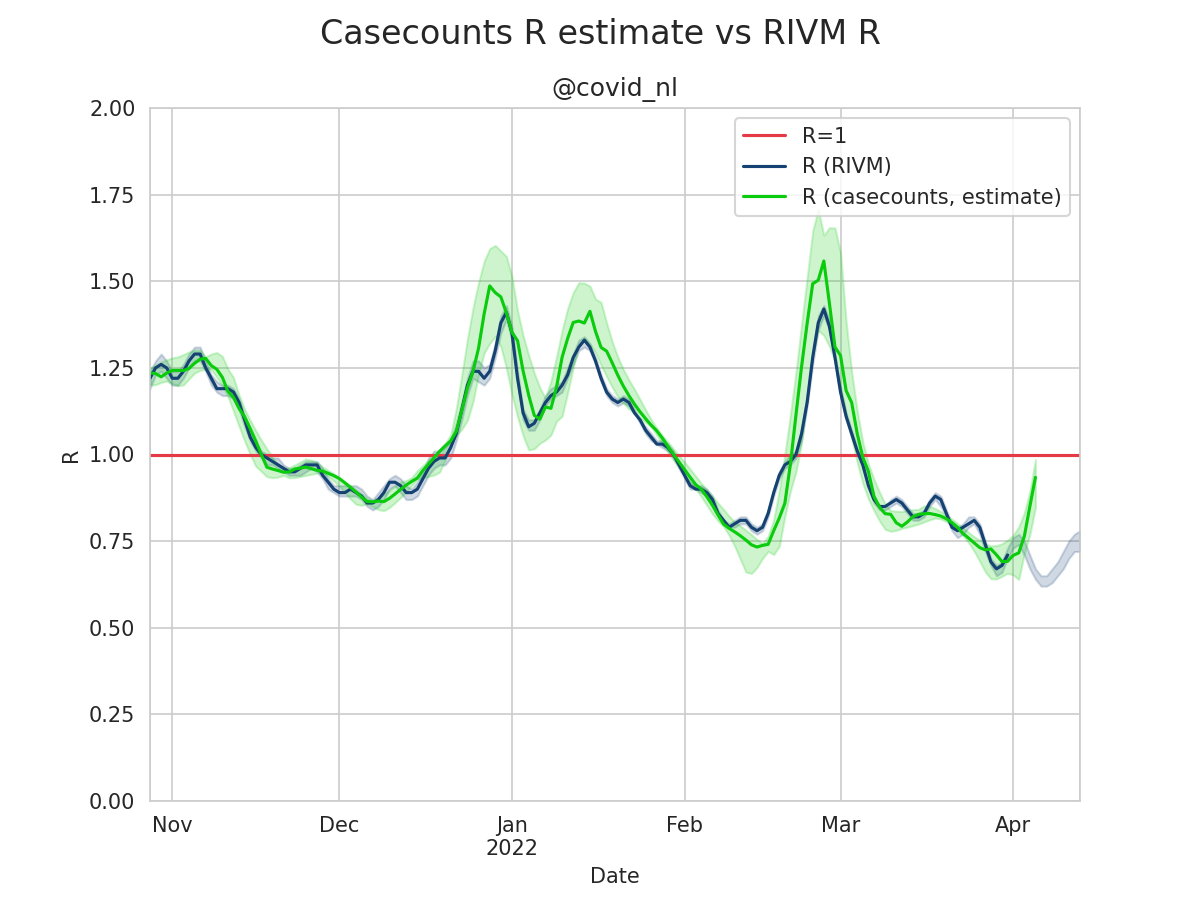 Casecounts R estimate vs RIVM R
@covid_nl
2.00
1.75
1.50
1.25
1.00
0.75
0.50
0.25
0.00
R
R=1
R (RIVM)
R (casecounts, estimate)
Nov Dec Jan Feb Mar Apr
2022
Date